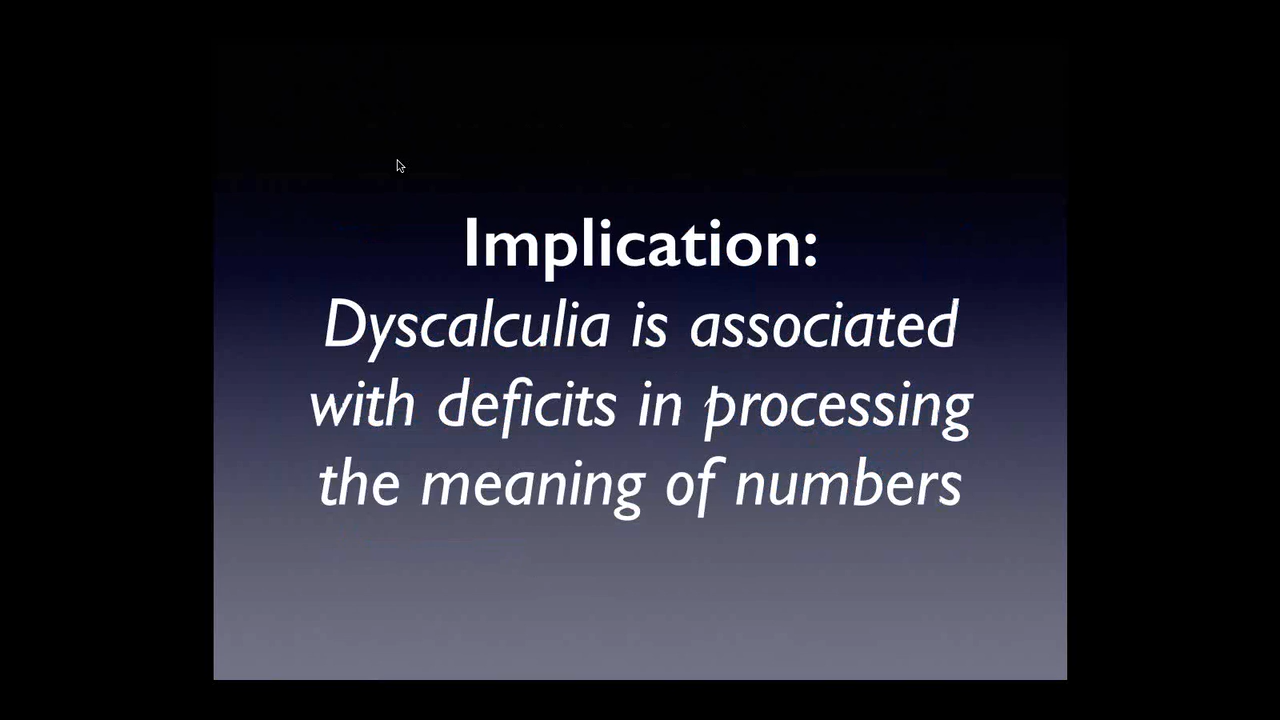 Implication:
Dyscalculia is associated
with deficits in processing
the meaning of numbers